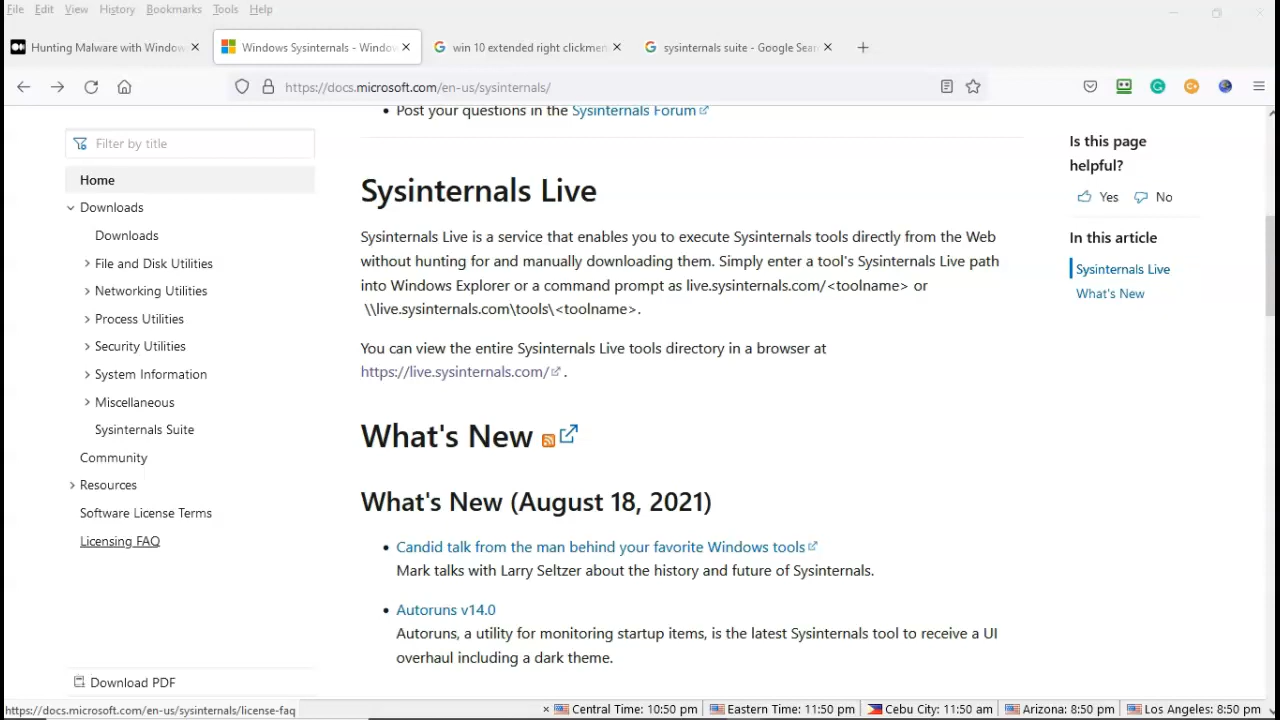 File Edit View History Bookmarks Tools Help
Hunting Malware with Window
Windows Sysinternals - Window
win 10 extended right clickmen
sysinternals suite - Google Sear
https://docs.microsoft.com/en-us/sysinternals/
Filter by title
Home
Downloads
Downloads
File and Disk Utilities
Networking Utilities
Process Utilities
Security Utilities
System Information
Miscellaneous
Sysinternals Suite
Community
Resources
Software License Terms
Licensing FAQ
Download PDF
• Post your questions in the Sysinternals Forum
Sysinternals Live
Sysinternals Live is a service that enables you to execute Sysinternals tools directly from the Web
without hunting for and manually downloading them. Simply enter a tool's Sysinternals Live path
into Windows Explorer or a command prompt as live.sysinternals.com/<toolname> or
\\live.sysinternals.com\tools\<toolname>.
You can view the entire Sysinternals Live tools directory in a browser at
https://live.sysinternals.com/ .
What's New
What's New (August 18, 2021)
• Candid talk from the man behind your favorite Windows tools
Mark talks with Larry Seltzer about the history and future of Sysinternals.
• Autoruns v14.0
Autoruns, a utility for monitoring startup items, is the latest Sysinternals tool to receive a UI
overhaul including a dark theme.
Is this page
helpful?
Yes No
In this article
Sysinternals Live
What's New
https://docs.microsoft.com/en-us/sysinternals/license-faq
Central Time: 10:50 pm Eastern Time: 11:50 pm Cebu City: 11:50 am Arizona: 8:50 pm Los Angeles: 8:50 pm